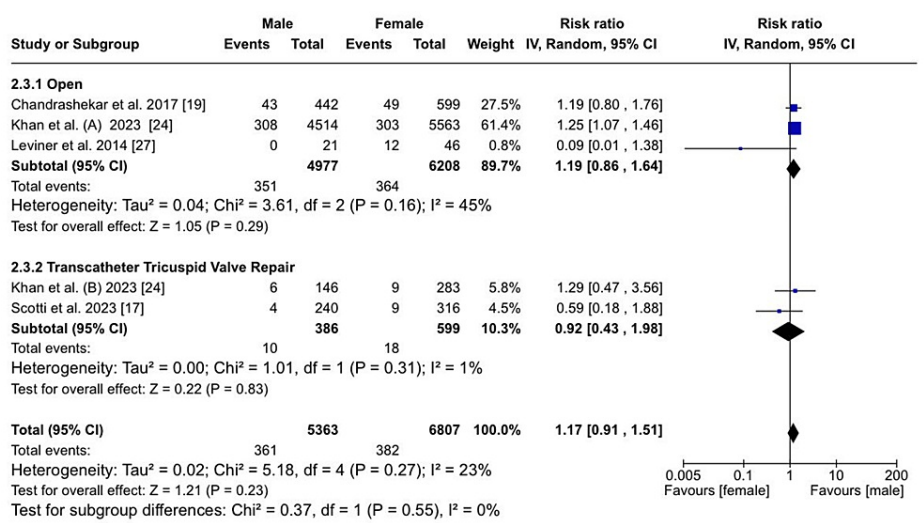 Male Female Risk ratio Risk ratio
Study or Subgroup Events Total Events Total Weight IV, Random, 95% CI IV, Random, 95% CI
2.3.1 Open
Chandrashekar et al. 2017 [19] 43 442 49 599 27.5% 1.19 [0.80 , 1.76]
Khan et al. (A) 2023 [24] 308 4514 303 5563 61.4% 1.25 [1.07 , 1.46]
Leviner et al. 2014 [27] 0 21 12 46 0.8% 0.09 [0.01 , 1.38]
Subtotal (95% CI) 4977 6208 89.7% 1.19 [0.86 , 1.64]
Total events: 351 364
Heterogeneity: Tau² = 0.04; Chi² = 3.61, df = 2 (P = 0.16); I² = 45%
Test for overall effect: Z = 1.05 (P = 0.29)
2.3.2 Transcatheter Tricuspid Valve Repair
Khan et al. (B) 2023 [24] 6 146 9 283 5.8% 1.29 [0.47 , 3.56]
Scotti et al. 2023 [17] 4 240 9 316 4.5% 0.59 [0.18 , 1.88]
Subtotal (95% CI) 386 599 10.3% 0.92 [0.43 , 1.98]
Total events: 10 18
Heterogeneity: Tau² = 0.00; Chi² = 1.01, df = 1 (P = 0.31); I² = 1%
Test for overall effect: Z = 0.22 (P = 0.83)
Total (95% CI) 5363 6807 100.0% 1.17 [0.91 , 1.51]
Total events: 361 382
Heterogeneity: Tau² = 0.02; Chi² = 5.18, df = 4 (P = 0.27); I² = 23%
Test for overall effect: Z = 1.21 (P = 0.23)
Test for subgroup differences: Chi² = 0.37, df = 1 (P = 0.55), I² = 0%
0.005 0.1 1 10 200
Favours [female] Favours [male]